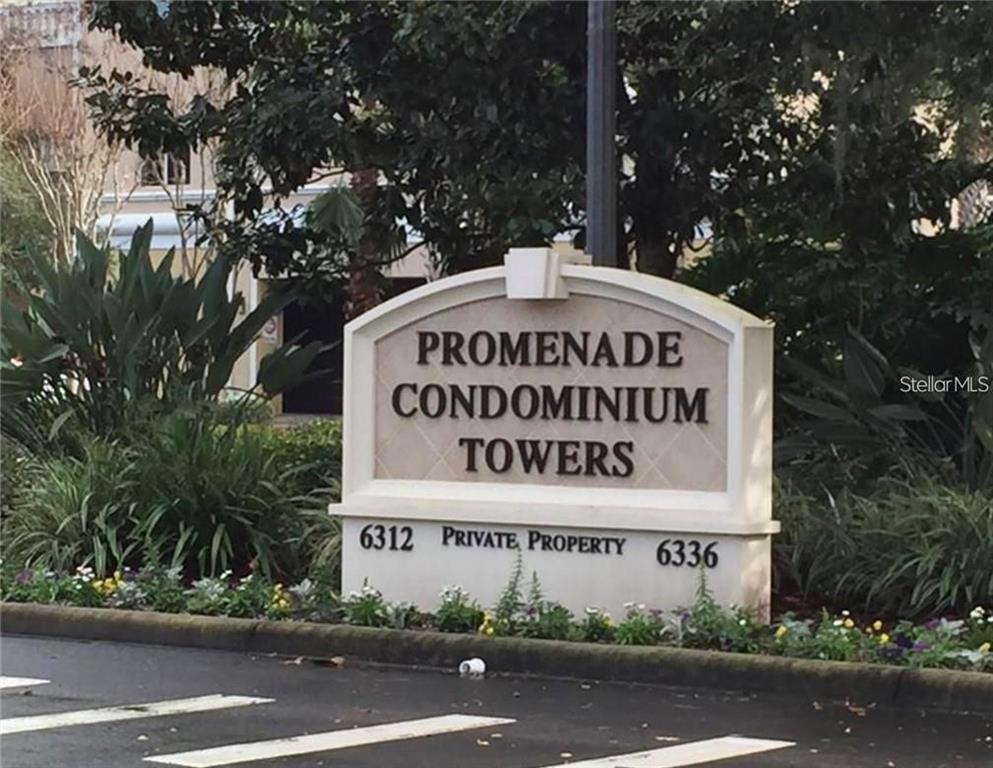 PROMENADE
CONDOMINIUM
TOWERS
6312 PRIVATE PROPERTY 6336
StellarMLS